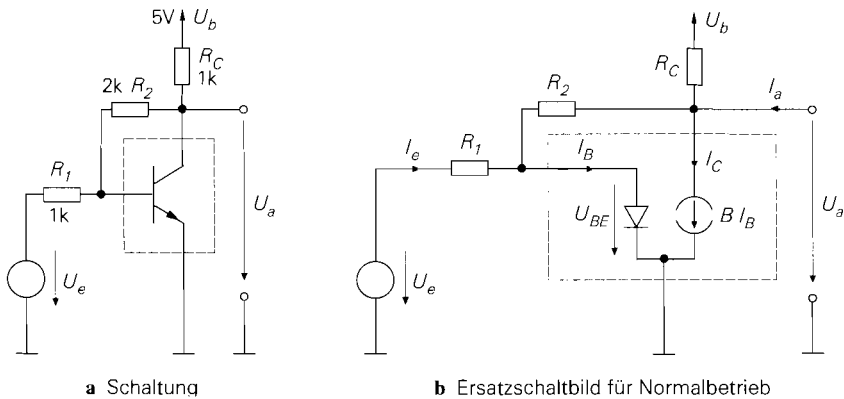 5V
U_b
R_C
1k
2k R_2
R_1
1k
U_e
U_a
a Schaltung
U_b
R_C
R_2
I_a
R_1
I_e
I_B
I_C
U_BE
B I_B
U_a
U_e
b Ersatzschaltbild für Normalbetrieb